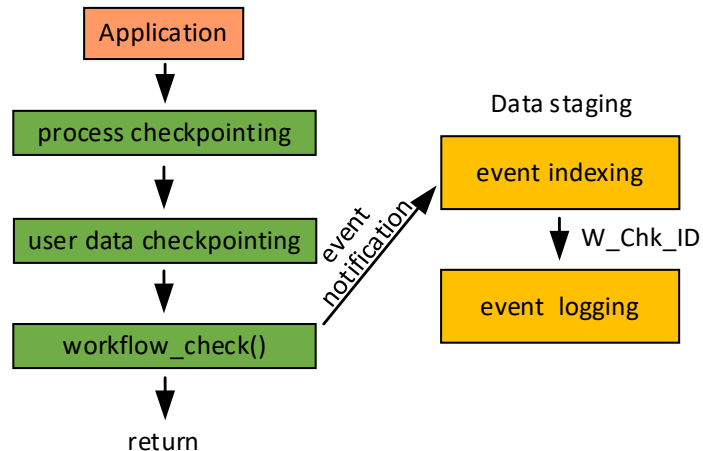 Application
process checkpointing
user data checkpointing
workflow_check()
return
event
notification
Data staging
event indexing
W_Chk_ID
event logging